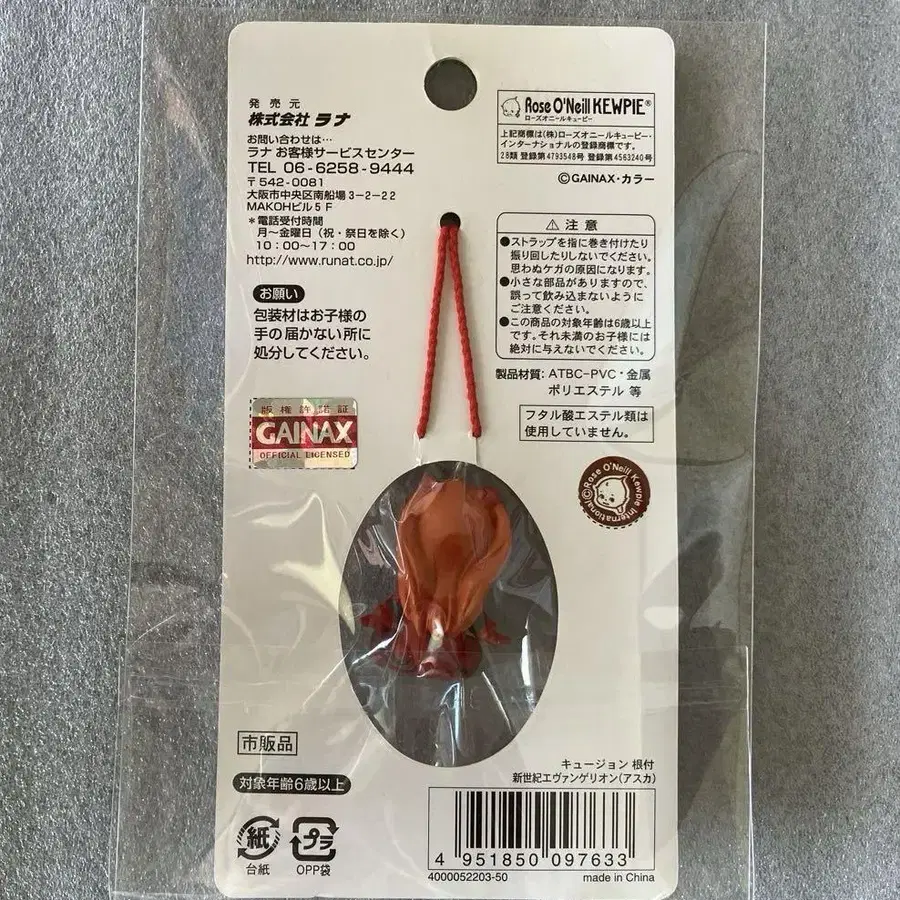 発売元
株式会社 ラナ
お問い合わせは…
ラナ お客様サービスセンター
TEL 06-6258-9444
〒542-0081
大阪市中央区南船場3-2-22
MAKOHビル5F
*電話受付時間
月~金曜日(祝・祭日を除く)
10:00~17:00
http://www.runat.co.jp/
お願い
包装材はお子様の
手の届かない所に
処分してください。
版権許諾証
GAINAX
OFFICIAL LICENSED
Rose O'Neill KEWPIE®
ローズオニールキューピー
上記商標は(株)ローズオニールキューピー・
インターナショナルの登録商標です。
28類 登録第4793548号 登録第4563240号
©GAINAX・カラー
⚠ 注意
●ストラップを指に巻き付けたり
振り回したりしないでください。
思わぬケガの原因になります。
●小さな部品がありますので、
誤って飲み込まないように
ご注意ください。
●この商品の対象年齢は6歳以上
です。それ未満のお子様には
絶対に与えないでください。
製品材質: ATBC-PVC・金属
ポリエステル 等
フタル酸エステル類は
使用していません。
©Rose O'Neill Kewpie International
市販品
対象年齢6歳以上
紙
台紙
プラ
OPP袋
キュージョン 根付
新世紀エヴァンゲリオン(アスカ)
4 951850 097633
4000052203-50
made in China